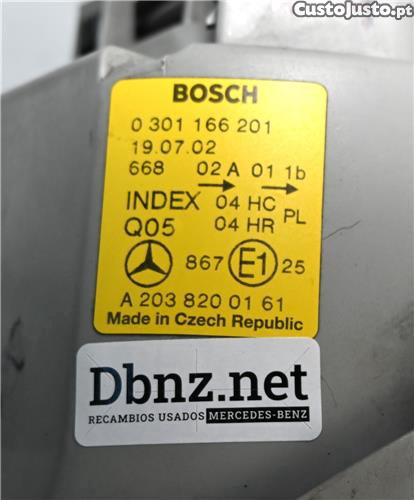 CustoJusto.pt
BOSCH
0 301 166 201
19.07.02
668 02 A 01 1b
INDEX 04 HC PL
Q05 04 HR
867 E1 25
A 203 820 01 61
Made in Czech Republic
Dbnz.net
RECAMBIOS USADOS MERCEDES-BENZ